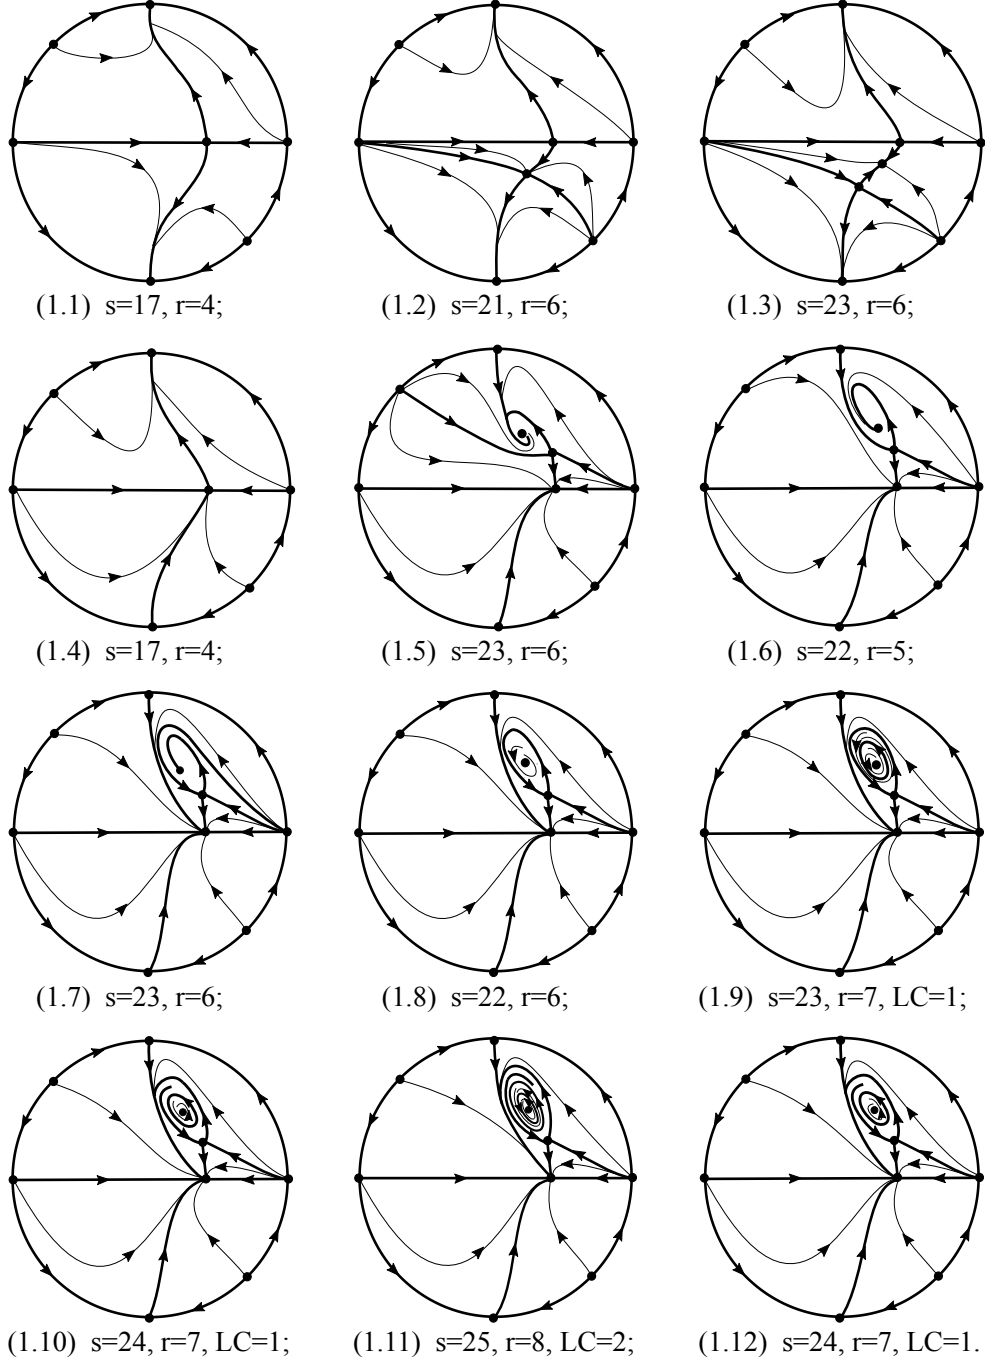 (1.1) s=17, r=4; (1.2) s=21, r=6; (1.3) s=23, r=6;
(1.4) s=17, r=4; (1.5) s=23, r=6; (1.6) s=22, r=5;
(1.7) s=23, r=6; (1.8) s=22, r=6; (1.9) s=23, r=7, LC=1;
(1.10) s=24, r=7, LC=1; (1.11) s=25, r=8, LC=2; (1.12) s=24, r=7, LC=1.